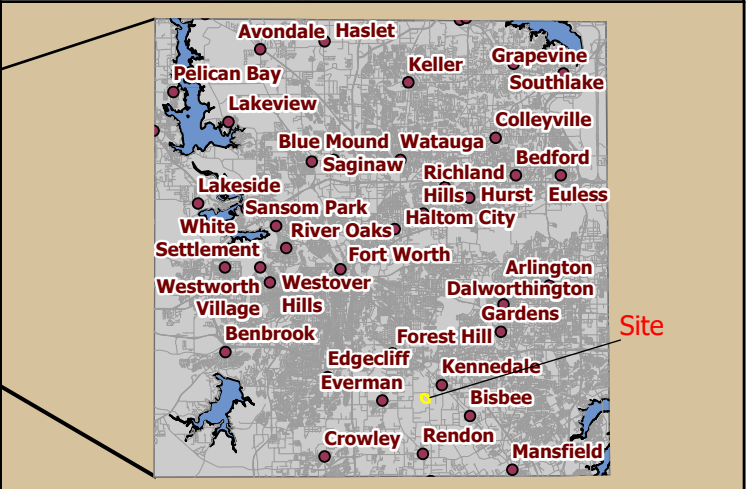 Avondale Haslet
Grapevine
Keller
Pelican Bay
Southlake
Lakeview
Colleyville
Blue Mound Watauga
Bedford
Saginaw
Richland
Lakeside
Hills Hurst Euless
Sansom Park
Haltom City
White
River Oaks
Settlement
Fort Worth
Arlington
Westworth
Westover
Dalworthington
Village
Hills
Gardens
Site
Benbrook
Forest Hill
Edgecliff
Kennedale
Everman
Bisbee
Crowley
Rendon
Mansfield